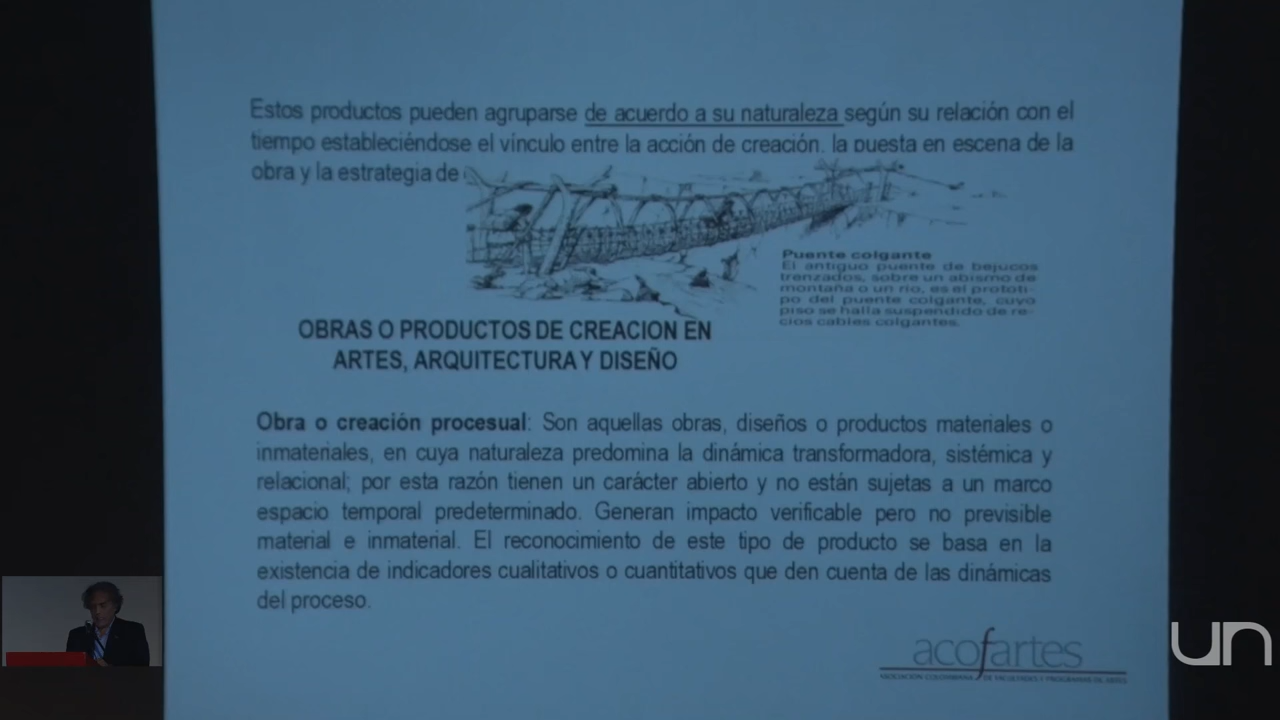 Estos productos pueden agruparse de acuerdo a su naturaleza según su relación con el
tiempo estableciéndose el vínculo entre la acción de creación, la puesta en escena de la
obra y la estrategia de
Puente colgante
El antiguo puente de bejucos
trenzados, sobre un abismo de
montaña o un río, es el prototi-
po del puente colgante, cuyo
piso se halla suspendido de re-
cios cables colgantes.
OBRAS O PRODUCTOS DE CREACION EN
ARTES, ARQUITECTURA Y DISEÑO
Obra o creación procesual: Son aquellas obras, diseños o productos materiales o
inmateriales, en cuya naturaleza predomina la dinámica transformadora, sistémica y
relacional; por esta razón tienen un carácter abierto y no están sujetas a un marco
espacio temporal predeterminado. Generan impacto verificable pero no previsible
material e inmaterial. El reconocimiento de este tipo de producto se basa en la
existencia de indicadores cualitativos o cuantitativos que den cuenta de las dinámicas
del proceso.
acofartes
ASOCIACIÓN COLOMBIANA DE FACULTADES Y PROGRAMAS DE ARTES
un